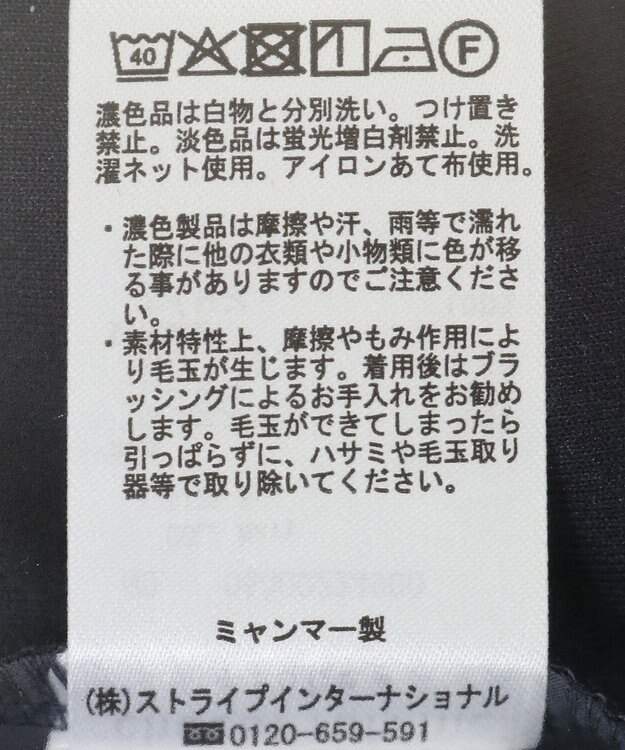 40 F
濃色品は白物と分別洗い。つけ置き
禁止。淡色品は蛍光増白剤禁止。洗
濯ネット使用。アイロンあて布使用。
・濃色製品は摩擦や汗、雨等で濡れ
た際に他の衣類や小物類に色が移
る事がありますのでご注意くださ
い。
・素材特性上、摩擦やもみ作用によ
り毛玉が生じます。着用後はブラ
ッシングによるお手入れをお勧め
します。毛玉ができてしまったら
引っぱらずに、ハサミや毛玉取り
器等で取り除いてください。
ミャンマー製
(株)ストライプインターナショナル
0120-659-591